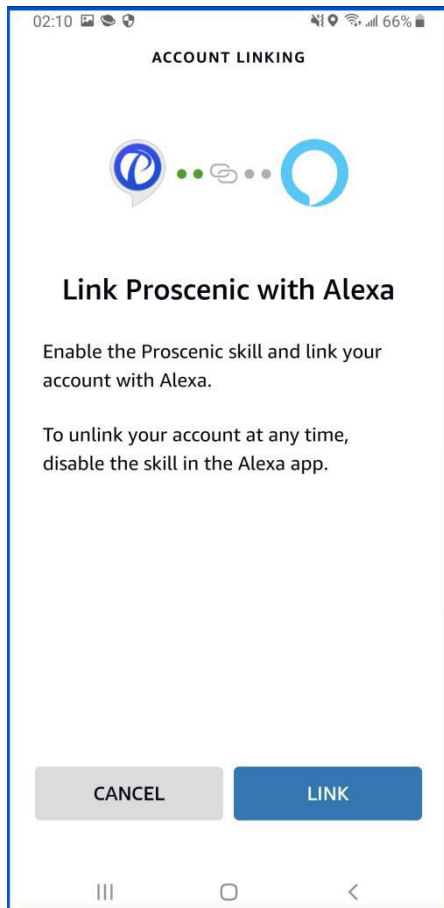 02:10 66%
ACCOUNT LINKING
Link Proscenic with Alexa
Enable the Proscenic skill and link your
account with Alexa.
To unlink your account at any time,
disable the skill in the Alexa app.
CANCEL LINK